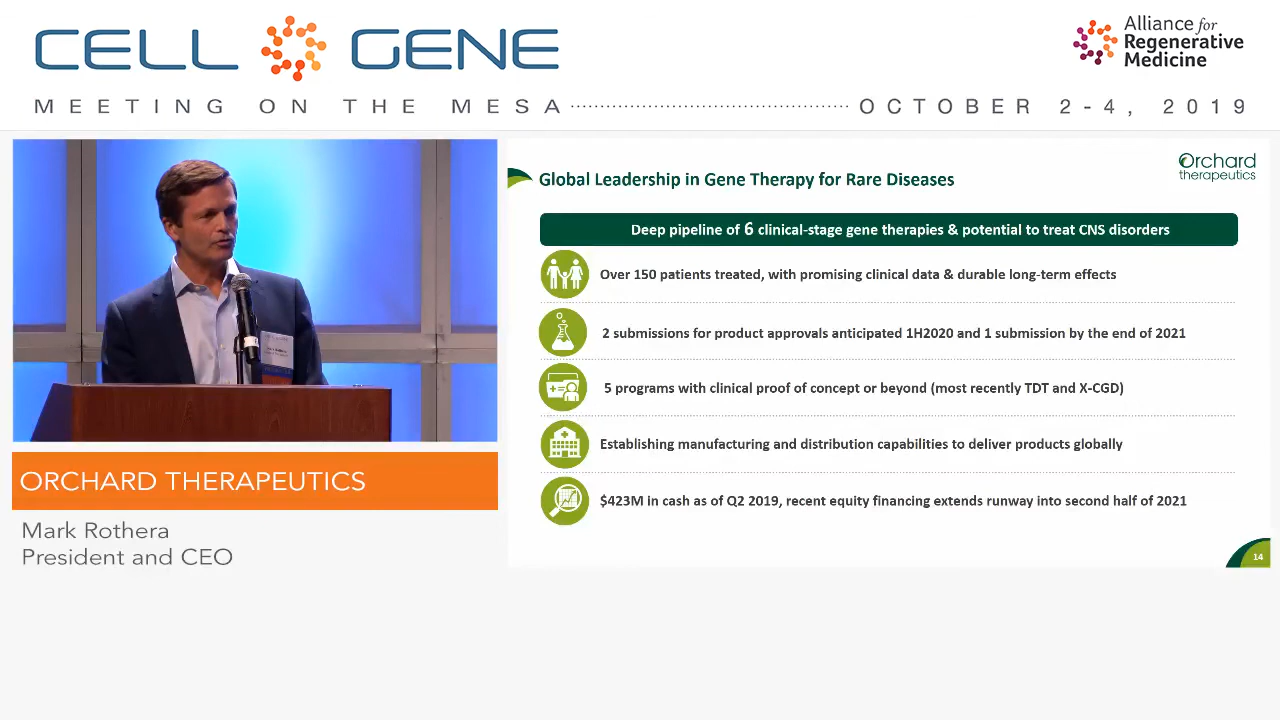 CELL GENE
MEETING ON THE MESA
OCTOBER 2-4, 2019
Alliance for
Regenerative
Medicine
Orchard
therapeutics
Global Leadership in Gene Therapy for Rare Diseases
Deep pipeline of 6 clinical-stage gene therapies & potential to treat CNS disorders
Over 150 patients treated, with promising clinical data & durable long-term effects
2 submissions for product approvals anticipated 1H2020 and 1 submission by the end of 2021
5 programs with clinical proof of concept or beyond (most recently TDT and X-CGD)
Establishing manufacturing and distribution capabilities to deliver products globally
$423M in cash as of Q2 2019, recent equity financing extends runway into second half of 2021
14
ORCHARD THERAPEUTICS
Mark Rothera
President and CEO